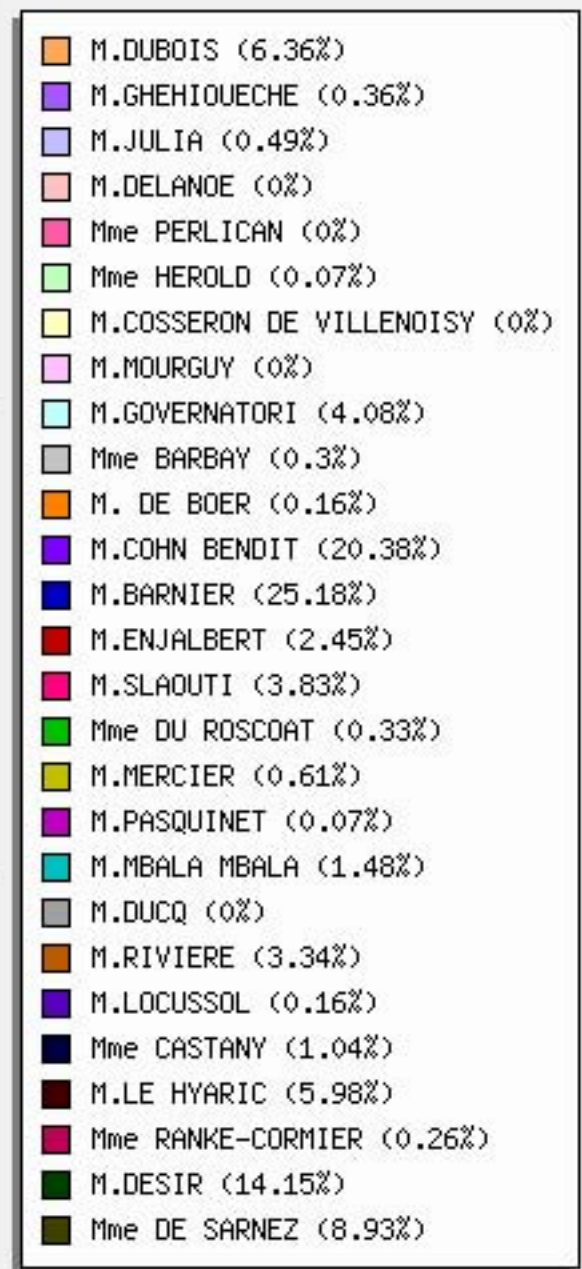 M.DUBOIS (6.36%)
M.GHEHIOUECHE (0.36%)
M.JULIA (0.49%)
M.DELANOE (0%)
Mme PERLICAN (0%)
Mme HEROLD (0.07%)
M.COSSERON DE VILLENOISY (0%)
M.MOURGUY (0%)
M.GOVERNATORI (4.08%)
Mme BARBAY (0.3%)
M. DE BOER (0.16%)
M.COHN BENDIT (20.38%)
M.BARNIER (25.18%)
M.ENJALBERT (2.45%)
M.SLAOUTI (3.83%)
Mme DU ROSCOAT (0.33%)
M.MERCIER (0.61%)
M.PASQUINET (0.07%)
M.MBALA MBALA (1.48%)
M.DUCQ (0%)
M.RIVIERE (3.34%)
M.LOCUSSOL (0.16%)
Mme CASTANY (1.04%)
M.LE HYARIC (5.98%)
Mme RANKE-CORMIER (0.26%)
M.DESIR (14.15%)
Mme DE SARNEZ (8.93%)